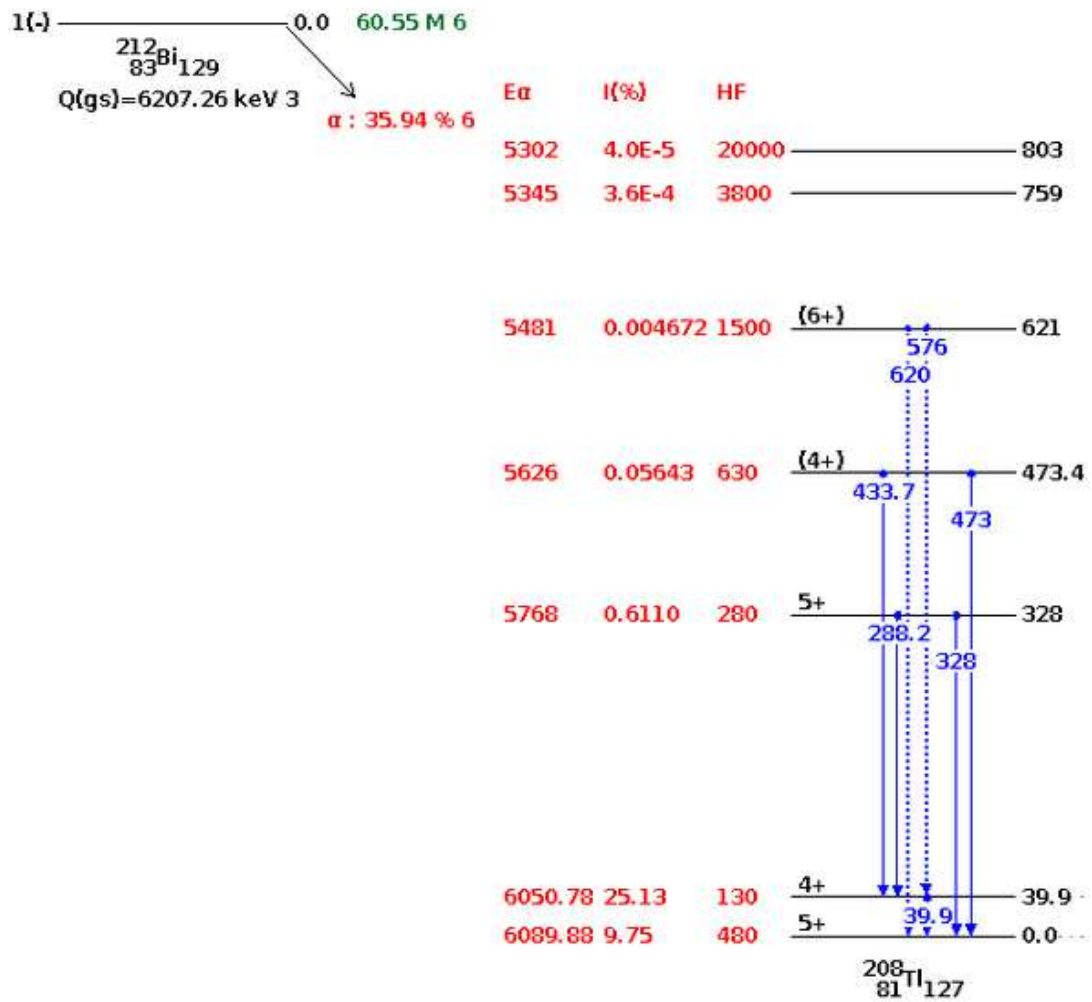 1(-) 0.0 60.55 M 6
212
83Bi129
Q(gs)=6207.26 keV 3
α : 35.94 % 6
Eα I(%) HF
5302 4.0E-5 20000 803
5345 3.6E-4 3800 759
5481 0.004672 1500 (6+) 621
576
620
5626 0.05643 630 (4+) 473.4
433.7
473
5768 0.6110 280 5+ 328
288.2
328
6050.78 25.13 130 4+ 39.9
39.9
6089.88 9.75 480 5+ 0.0
208
81Tl127